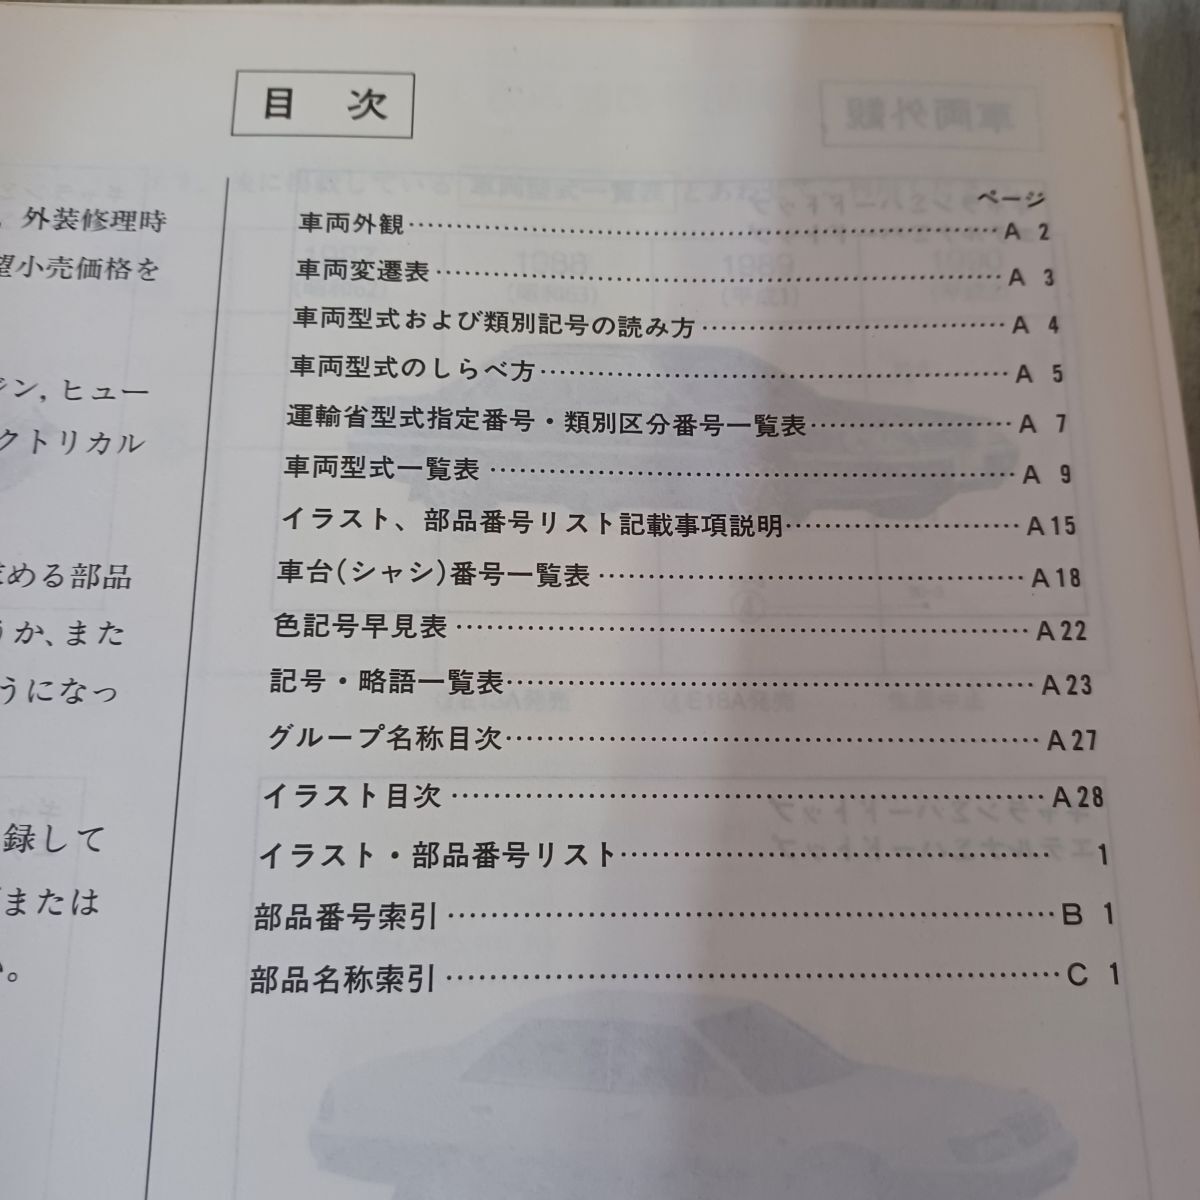 目 次
ページ
車両外観 A 2
車両変遷表 A 3
車両型式および類別記号の読み方 A 4
車両型式のしらべ方 A 5
運輸省型式指定番号・類別区分番号一覧表 A 7
車両型式一覧表 A 9
イラスト、部品番号リスト記載事項説明 A15
車台(シャシ)番号一覧表 A18
色記号早見表 A22
記号・略語一覧表 A23
グループ名称目次 A27
イラスト目次 A28
イラスト・部品番号リスト 1
部品番号索引 B 1
部品名称索引 C 1
外装修理時
望小売価格を
ジン, ヒュー
クトリカル
める部品
うか、また
うになっ
録して
または
い。